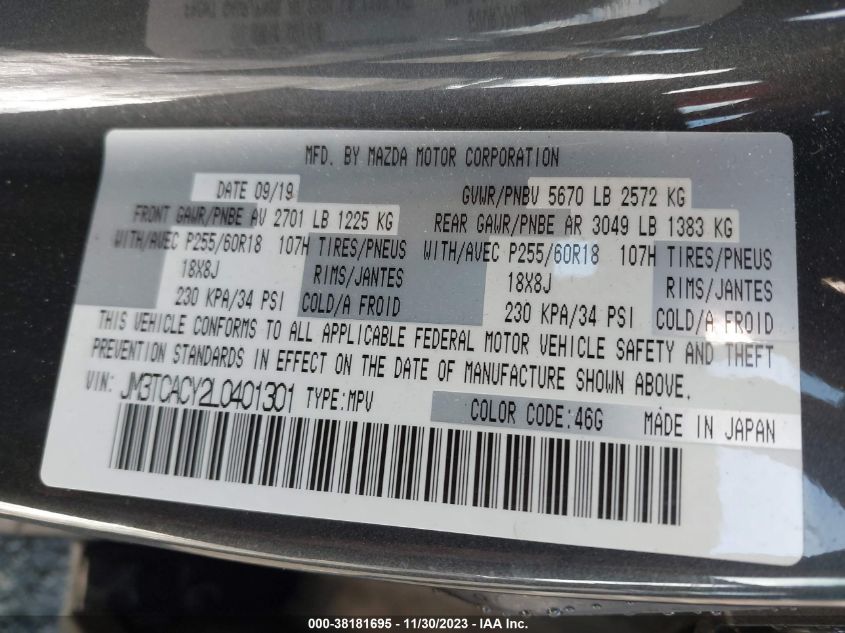 MFD. BY MAZDA MOTOR CORPORATION
DATE 09/19 GVWR/PNBV 5670 LB 2572 KG
FRONT GAWR/PNBE AV 2701 LB 1225 KG REAR GAWR/PNBE AR 3049 LB 1383 KG
WITH/AVEC P255/60R18 107H TIRES/PNEUS WITH/AVEC P255/60R18 107H TIRES/PNEUS
18X8J RIMS/JANTES 18X8J RIMS/JANTES
230 KPA/34 PSI COLD/A FROID 230 KPA/34 PSI COLD/A FROID
THIS VEHICLE CONFORMS TO ALL APPLICABLE FEDERAL MOTOR VEHICLE SAFETY AND THEFT
PREVENTION STANDARDS IN EFFECT ON THE DATE OF MANUFACTURE SHOWN ABOVE.
VIN: JM3TCACY2L0401301 TYPE:MPV COLOR CODE:46G MADE IN JAPAN
000-38181695 - 11/30/2023 - IAA Inc.